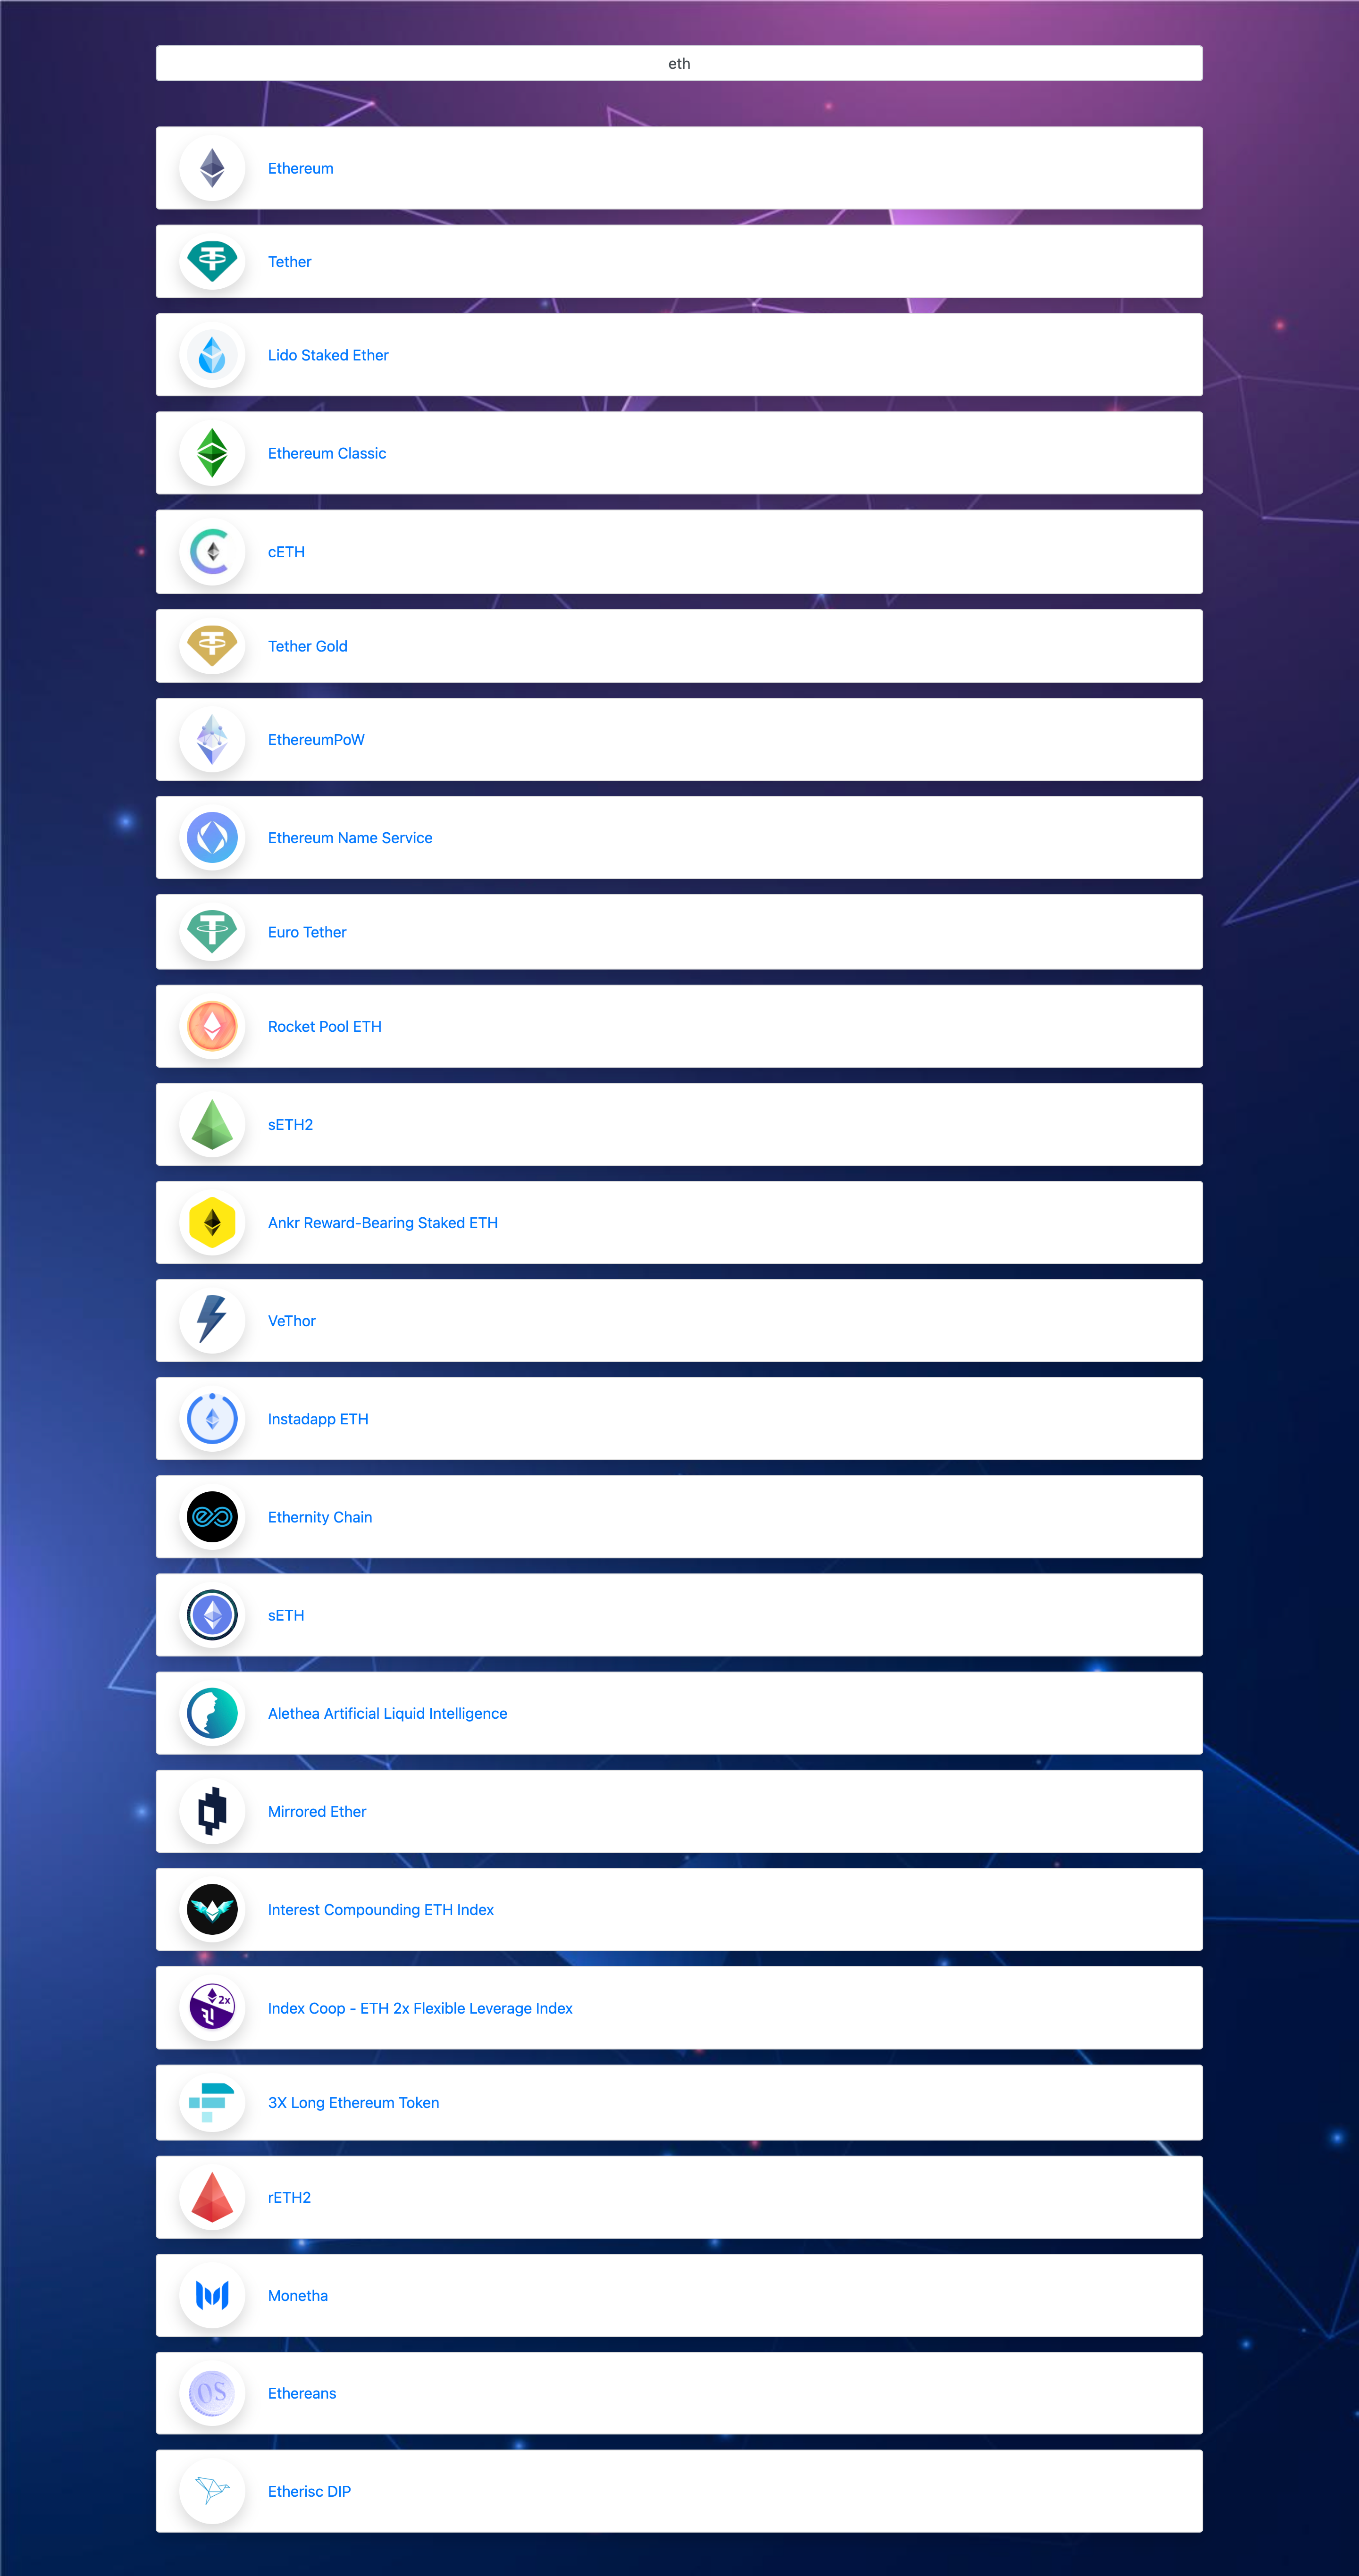 eth
Ethereum
Tether
Lido Staked Ether
Ethereum Classic
cETH
Tether Gold
EthereumPoW
Ethereum Name Service
Euro Tether
Rocket Pool ETH
sETH2
Ankr Reward-Bearing Staked ETH
VeThor
Instadapp ETH
Ethernity Chain
sETH
Alethea Artificial Liquid Intelligence
Mirrored Ether
Interest Compounding ETH Index
2x
Index Coop - ETH 2x Flexible Leverage Index
3X Long Ethereum Token
rETH2
Monetha
OS
Ethereans
Etherisc DIP